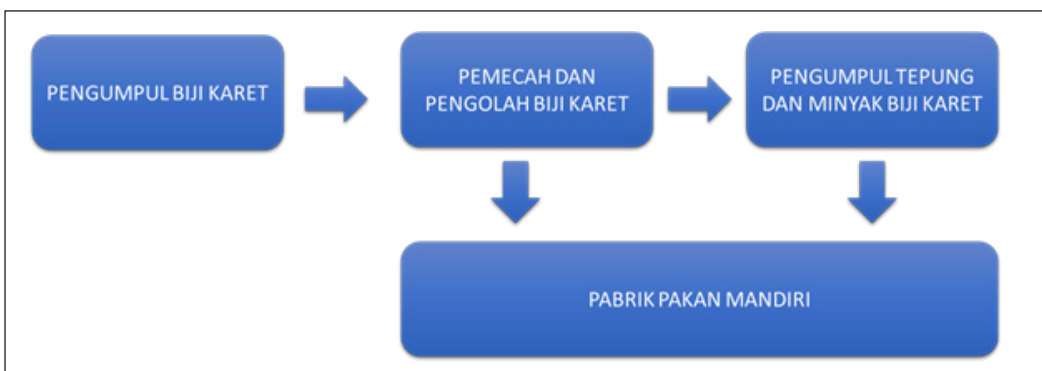 PENGUMPUL BIJI KARET
PEMECAH DAN
PENGOLAH BIJI KARET
PENGUMPUL TEPUNG
DAN MINYAK BIJI KARET
PABRIK PAKAN MANDIRI